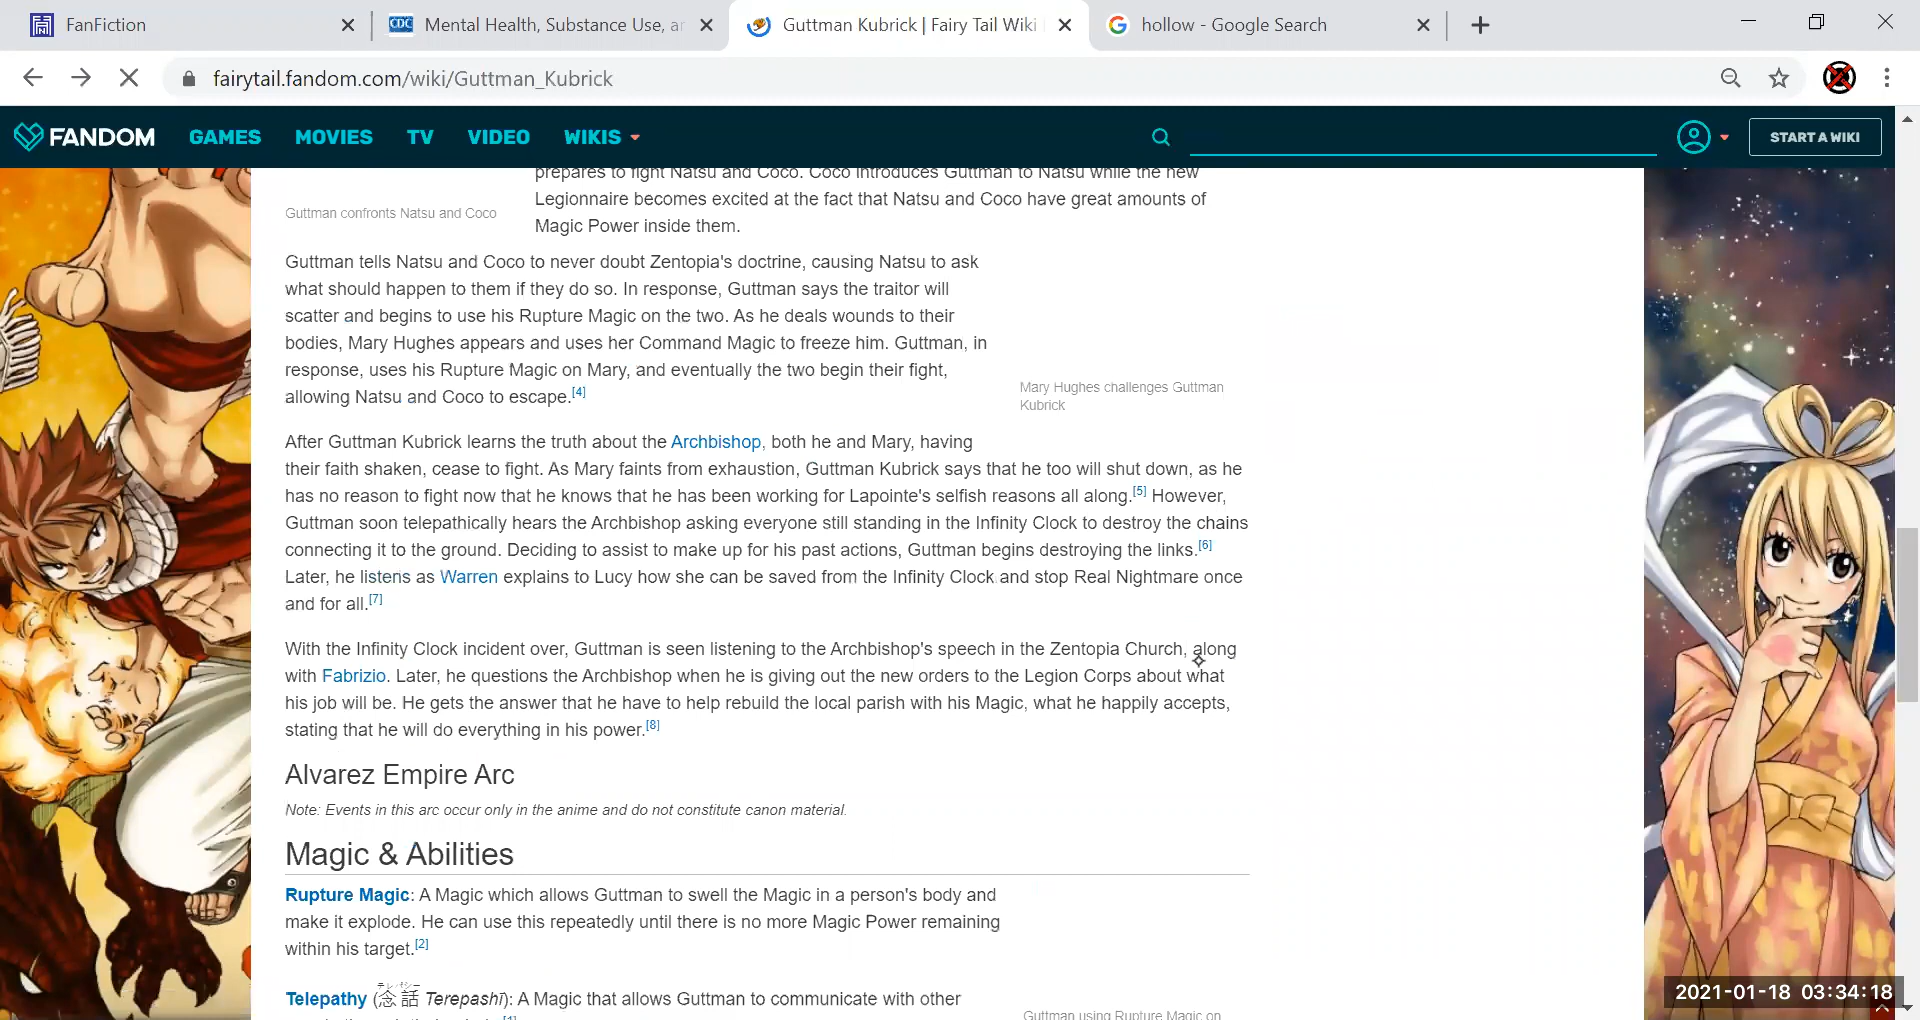 FanFiction
CDC Mental Health, Substance Use, ar
Guttman Kubrick | Fairy Tail Wiki
hollow - Google Search
fairytail.fandom.com/wiki/Guttman_Kubrick
FANDOM GAMES MOVIES TV VIDEO WIKIS START A WIKI
prepares to fight Natsu and Coco. Coco introduces Guttman to Natsu while the new
Legionnaire becomes excited at the fact that Natsu and Coco have great amounts of
Magic Power inside them.
Guttman confronts Natsu and Coco
Guttman tells Natsu and Coco to never doubt Zentopia's doctrine, causing Natsu to ask
what should happen to them if they do so. In response, Guttman says the traitor will
scatter and begins to use his Rupture Magic on the two. As he deals wounds to their
bodies, Mary Hughes appears and uses her Command Magic to freeze him. Guttman, in
response, uses his Rupture Magic on Mary, and eventually the two begin their fight,
allowing Natsu and Coco to escape.[4]
Mary Hughes challenges Guttman
Kubrick
After Guttman Kubrick learns the truth about the Archbishop, both he and Mary, having
their faith shaken, cease to fight. As Mary faints from exhaustion, Guttman Kubrick says that he too will shut down, as he
has no reason to fight now that he knows that he has been working for Lapointe's selfish reasons all along.[5] However,
Guttman soon telepathically hears the Archbishop asking everyone still standing in the Infinity Clock to destroy the chains
connecting it to the ground. Deciding to assist to make up for his past actions, Guttman begins destroying the links.[6]
Later, he listens as Warren explains to Lucy how she can be saved from the Infinity Clock and stop Real Nightmare once
and for all.[7]
With the Infinity Clock incident over, Guttman is seen listening to the Archbishop's speech in the Zentopia Church, along
with Fabrizio. Later, he questions the Archbishop when he is giving out the new orders to the Legion Corps about what
his job will be. He gets the answer that he have to help rebuild the local parish with his Magic, what he happily accepts,
stating that he will do everything in his power.[8]
Alvarez Empire Arc
Note: Events in this arc occur only in the anime and do not constitute canon material.
Magic & Abilities
Rupture Magic: A Magic which allows Guttman to swell the Magic in a person's body and
make it explode. He can use this repeatedly until there is no more Magic Power remaining
within his target.[2]
テレパシー
Telepathy (念話 Terepashī): A Magic that allows Guttman to communicate with other
[1]
Guttman using Rupture Magic on
2021-01-18 03:34:18